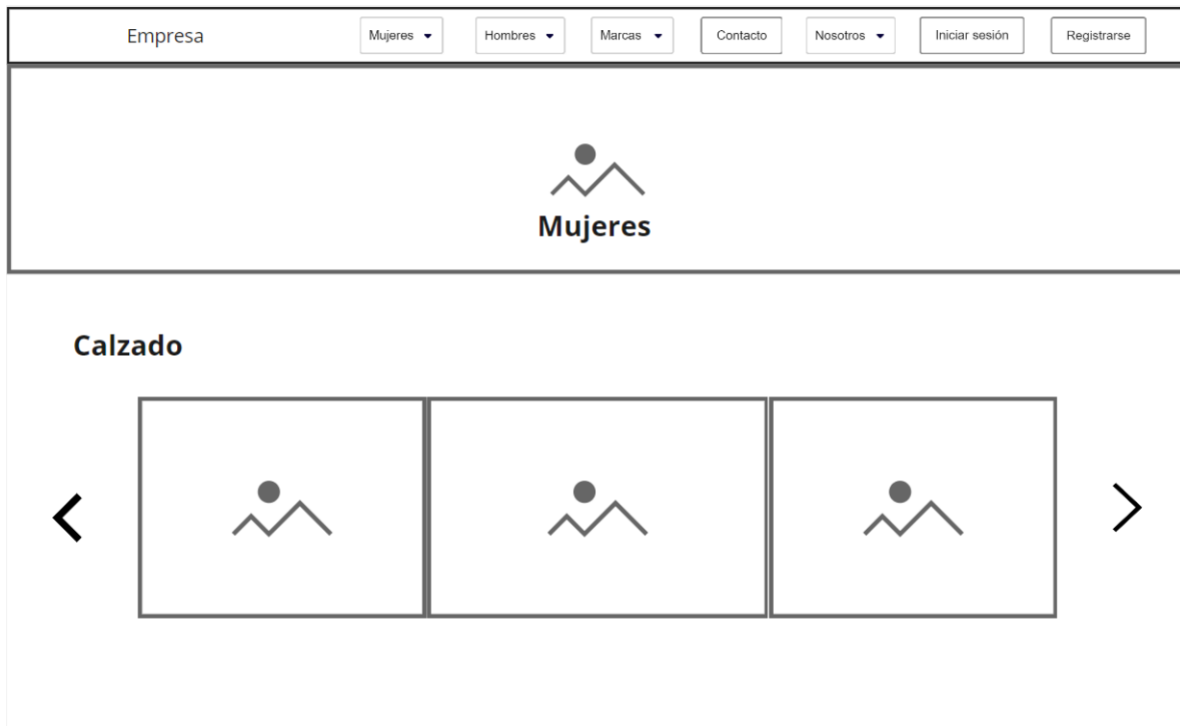 Empresa
Mujeres
Hombres
Marcas
Contacto
Nosotros
Iniciar sesión
Registrarse
Mujeres
Calzado